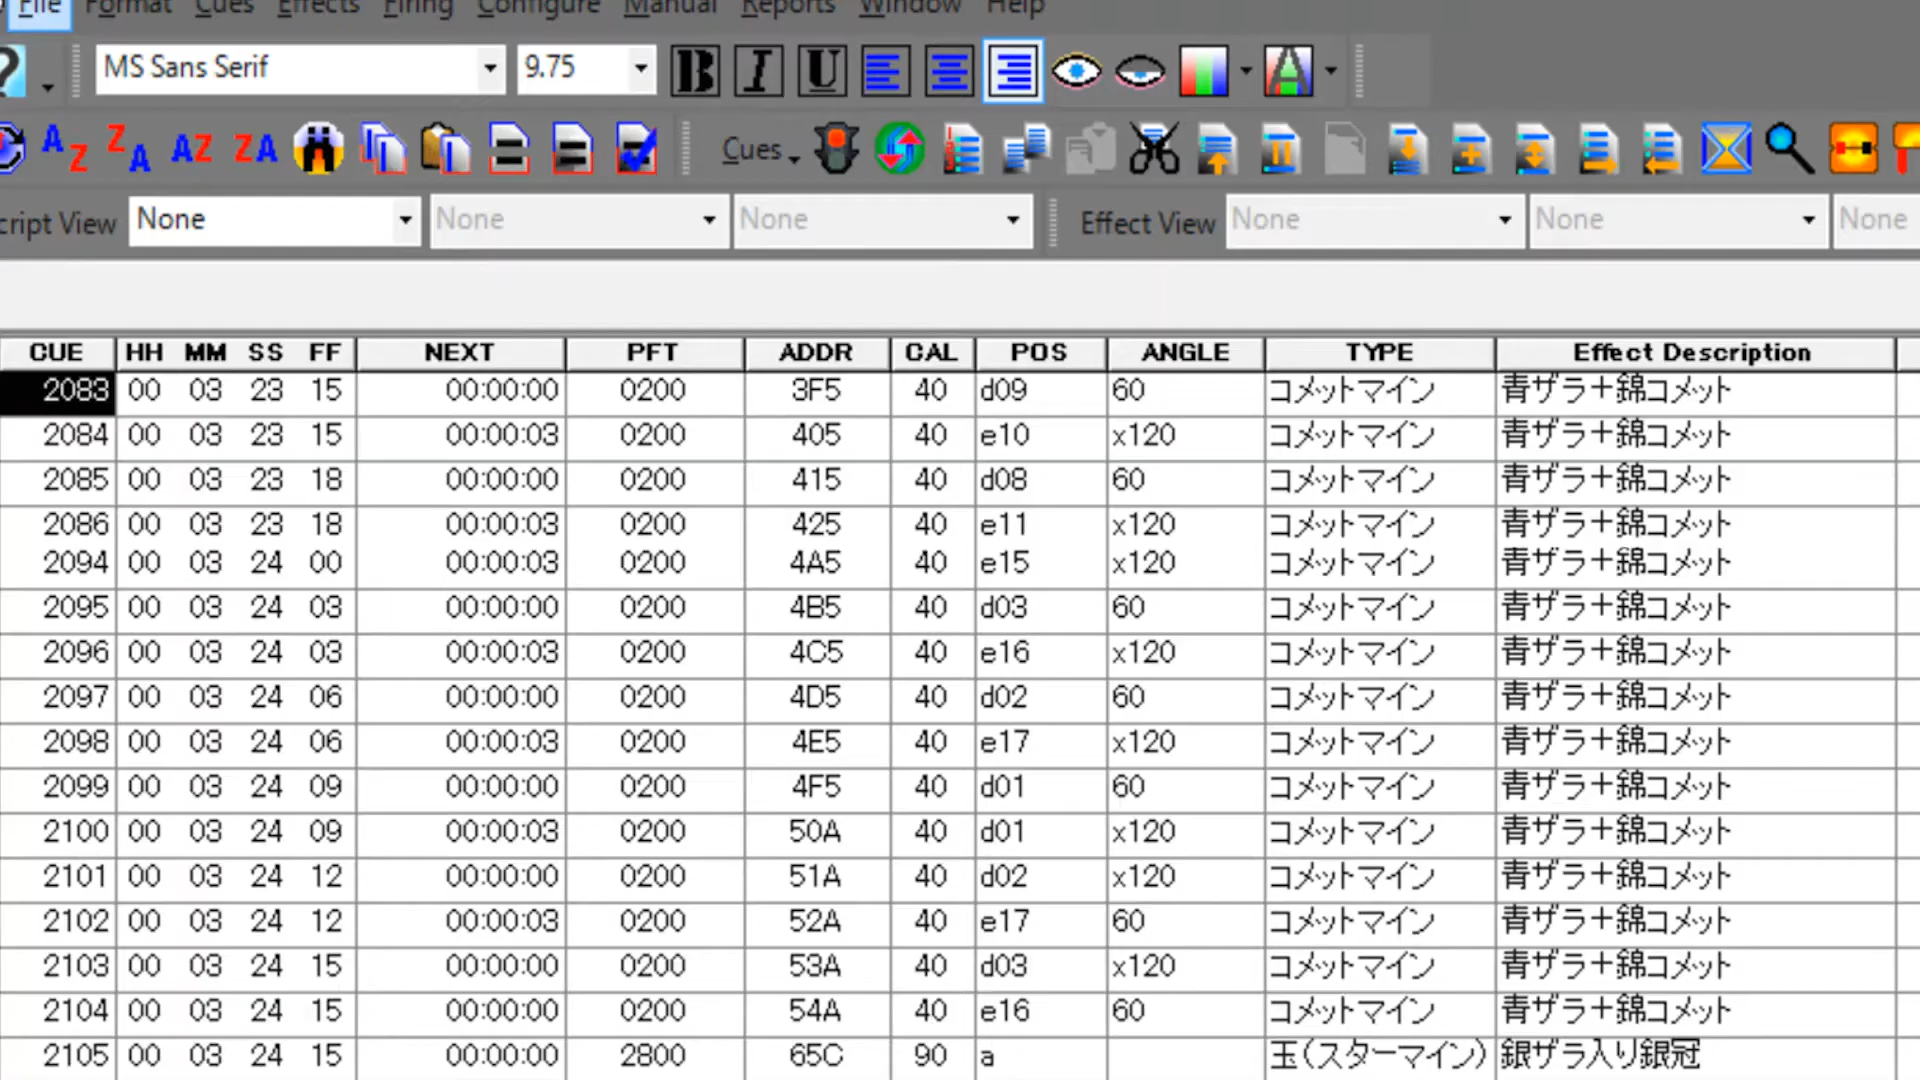 File Format Cues Effects Firing Configure Manual Reports Window Help
MS Sans Serif 9.75 B I U A
A Z Z A AZ ZA Cues
cript View None None None Effect View None None None
CUE HH MM SS FF NEXT PFT ADDR CAL POS ANGLE TYPE Effect Description
2083 00 03 23 15 00:00:00 0200 3F5 40 d09 60 コメットマイン 青ザラ＋錦コメット
2084 00 03 23 15 00:00:03 0200 405 40 e10 x120 コメットマイン 青ザラ＋錦コメット
2085 00 03 23 18 00:00:00 0200 415 40 d08 60 コメットマイン 青ザラ＋錦コメット
2086 00 03 23 18 00:00:03 0200 425 40 e11 x120 コメットマイン 青ザラ＋錦コメット
2094 00 03 24 00 00:00:03 0200 4A5 40 e15 x120 コメットマイン 青ザラ＋錦コメット
2095 00 03 24 03 00:00:00 0200 4B5 40 d03 60 コメットマイン 青ザラ＋錦コメット
2096 00 03 24 03 00:00:03 0200 4C5 40 e16 x120 コメットマイン 青ザラ＋錦コメット
2097 00 03 24 06 00:00:00 0200 4D5 40 d02 60 コメットマイン 青ザラ＋錦コメット
2098 00 03 24 06 00:00:03 0200 4E5 40 e17 x120 コメットマイン 青ザラ＋錦コメット
2099 00 03 24 09 00:00:00 0200 4F5 40 d01 60 コメットマイン 青ザラ＋錦コメット
2100 00 03 24 09 00:00:03 0200 50A 40 d01 x120 コメットマイン 青ザラ＋錦コメット
2101 00 03 24 12 00:00:00 0200 51A 40 d02 x120 コメットマイン 青ザラ＋錦コメット
2102 00 03 24 12 00:00:03 0200 52A 40 e17 60 コメットマイン 青ザラ＋錦コメット
2103 00 03 24 15 00:00:00 0200 53A 40 d03 x120 コメットマイン 青ザラ＋錦コメット
2104 00 03 24 15 00:00:00 0200 54A 40 e16 60 コメットマイン 青ザラ＋錦コメット
2105 00 03 24 15 00:00:00 2800 65C 90 a 玉（スターマイン） 銀ザラ入り銀冠